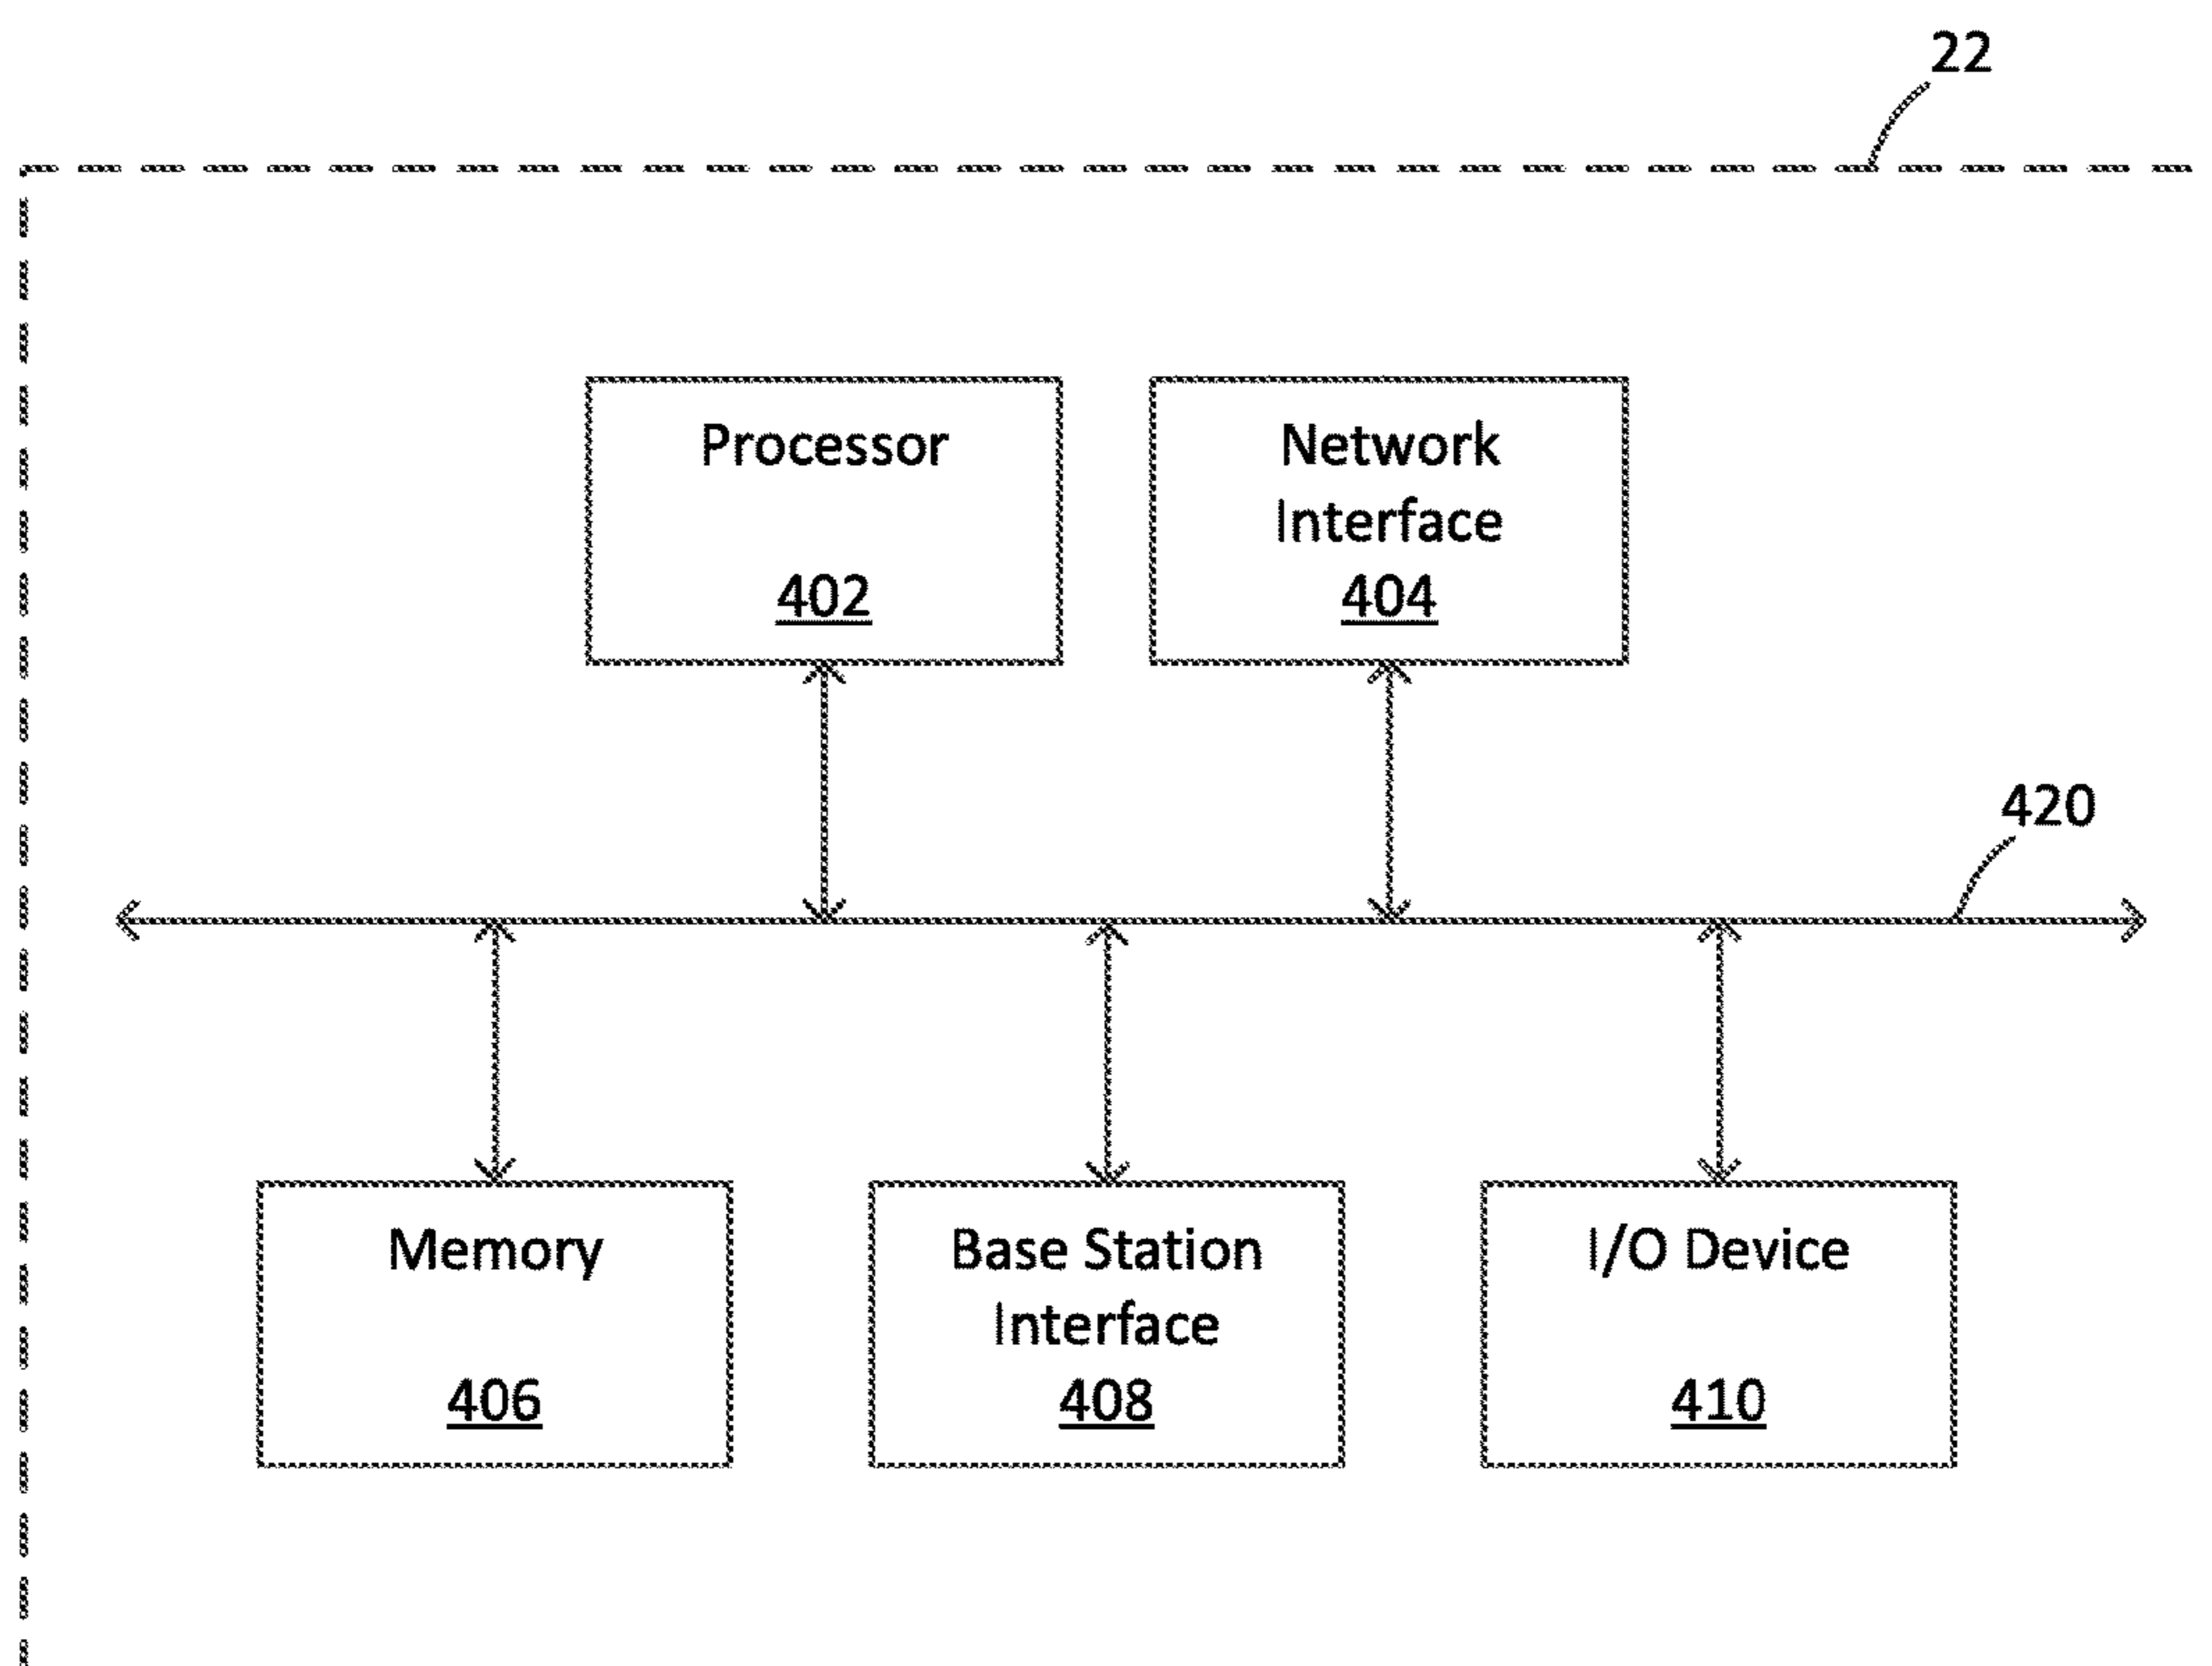 22
Processor
402
Network
Interface
404
420
Memory
406
Base Station
Interface
408
I/O Device
410